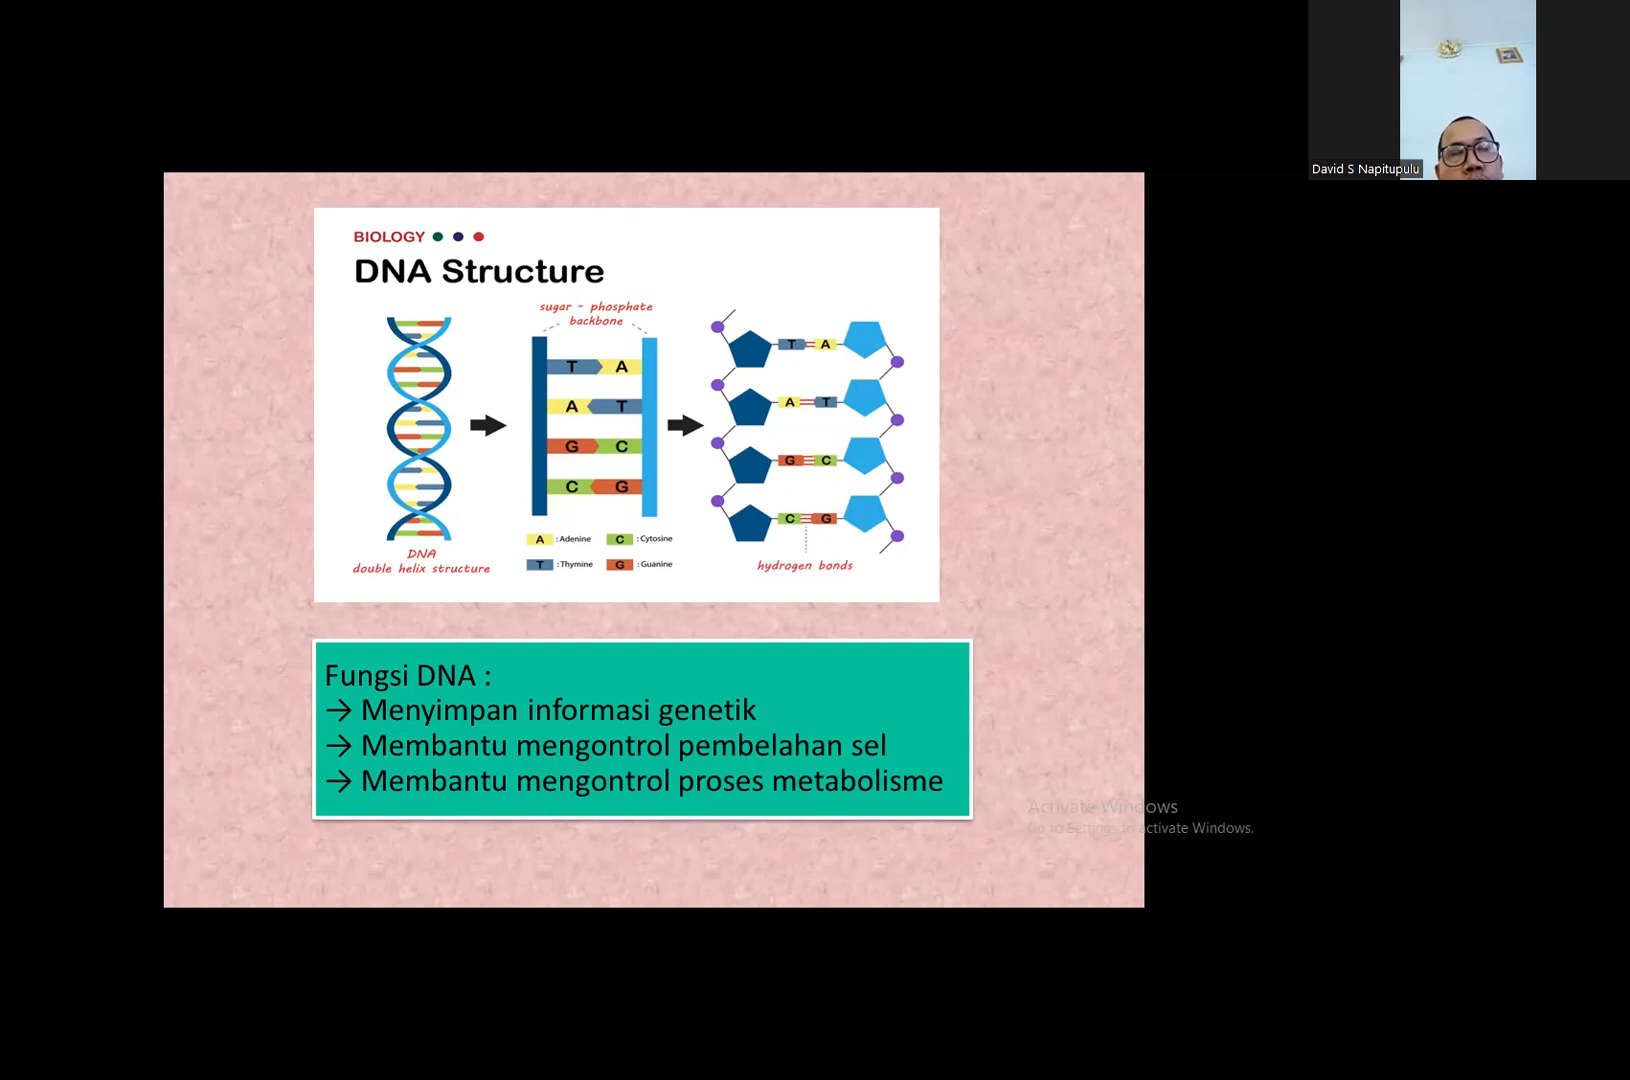 David S Napitupulu
BIOLOGY
DNA Structure
sugar - phosphate
backbone
T A
A T
G C
C G
A : Adenine C : Cytosine
T : Thymine G : Guanine
DNA
double helix structure
T A
A T
G C
C G
hydrogen bonds
Fungsi DNA :
→ Menyimpan informasi genetik
→ Membantu mengontrol pembelahan sel
→ Membantu mengontrol proses metabolisme
Activate Windows
Go to Settings to activate Windows.